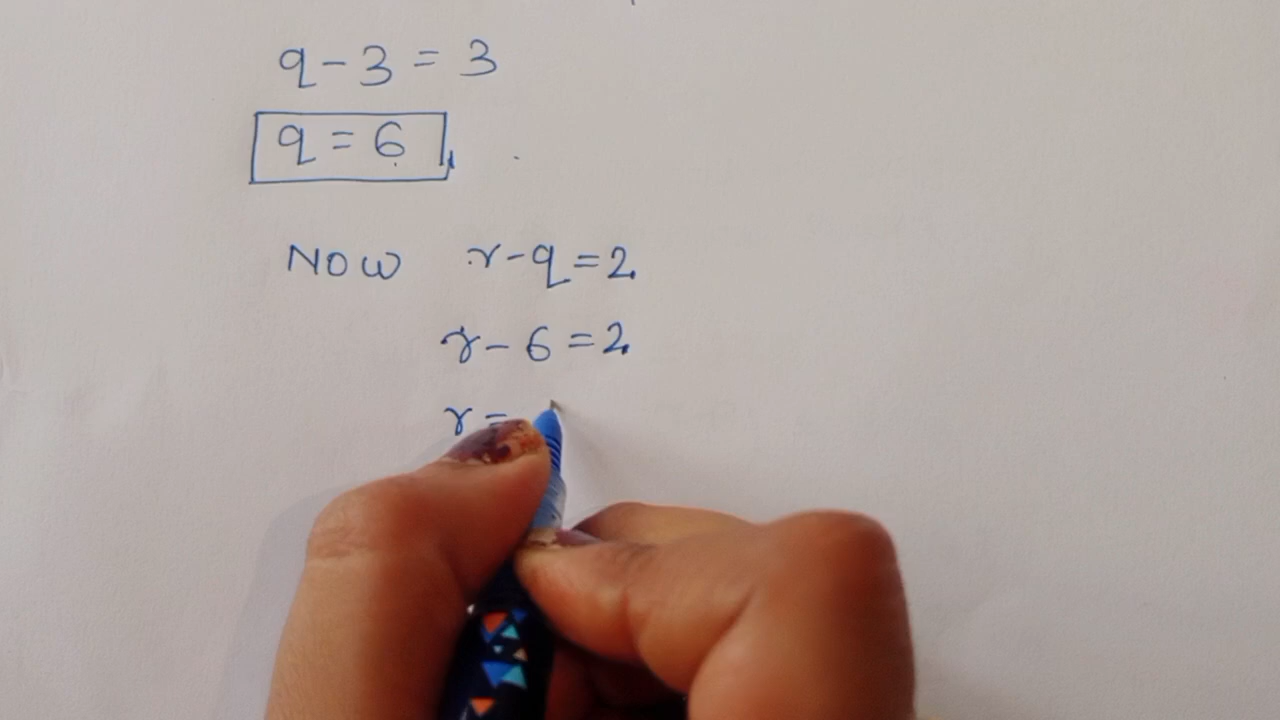 q - 3 = 3
q = 6
Now r - q = 2
r - 6 = 2
r =